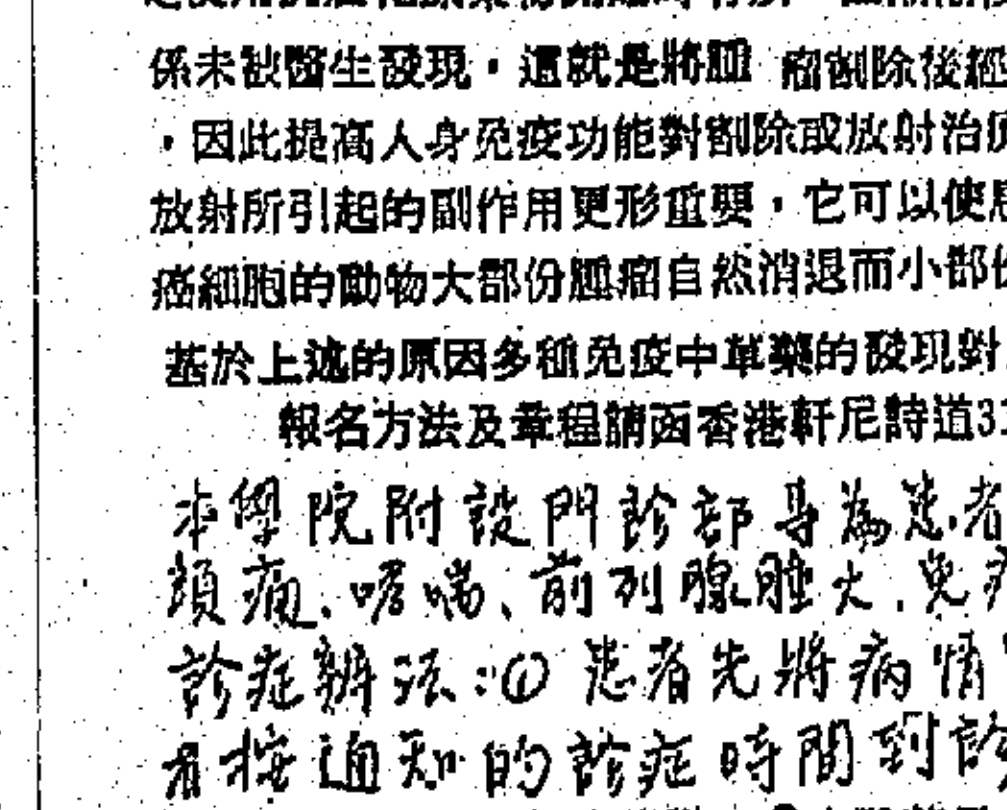 係未被醫生發現,這就是將腫 瘤割除後經
,因此提高人身免疫功能對割除或放射治
放射所引起的副作用更形重要,它可以使
癌細胞的動物大部份腫瘤自然消退而小部份
基於上述的原因多種免疫中草藥的發現對
報名方法及章程請函香港軒尼詩道3
本學院附設門診部專為患者
頭痛、哮喘、前列腺腫大、免疫
診症辦法:① 患者先將病情
者按通知的診症時間到診